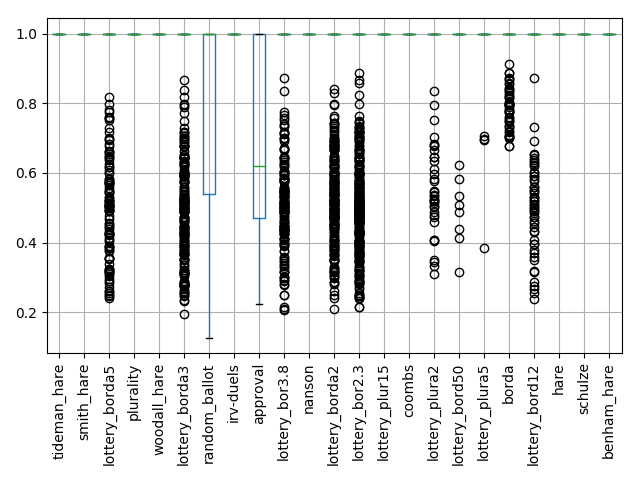 1.0
0.8
0.6
0.4
0.2
tideman_hare
smith_hare
lottery_borda5
plurality
woodall_hare
lottery_borda3
random_ballot
irv-duels
approval
lottery_bor3.8
nanson
lottery_borda2
lottery_bor2.3
lottery_plur15
coombs
lottery_plura2
lottery_bord50
lottery_plura5
borda
lottery_bord12
hare
schulze
benham_hare